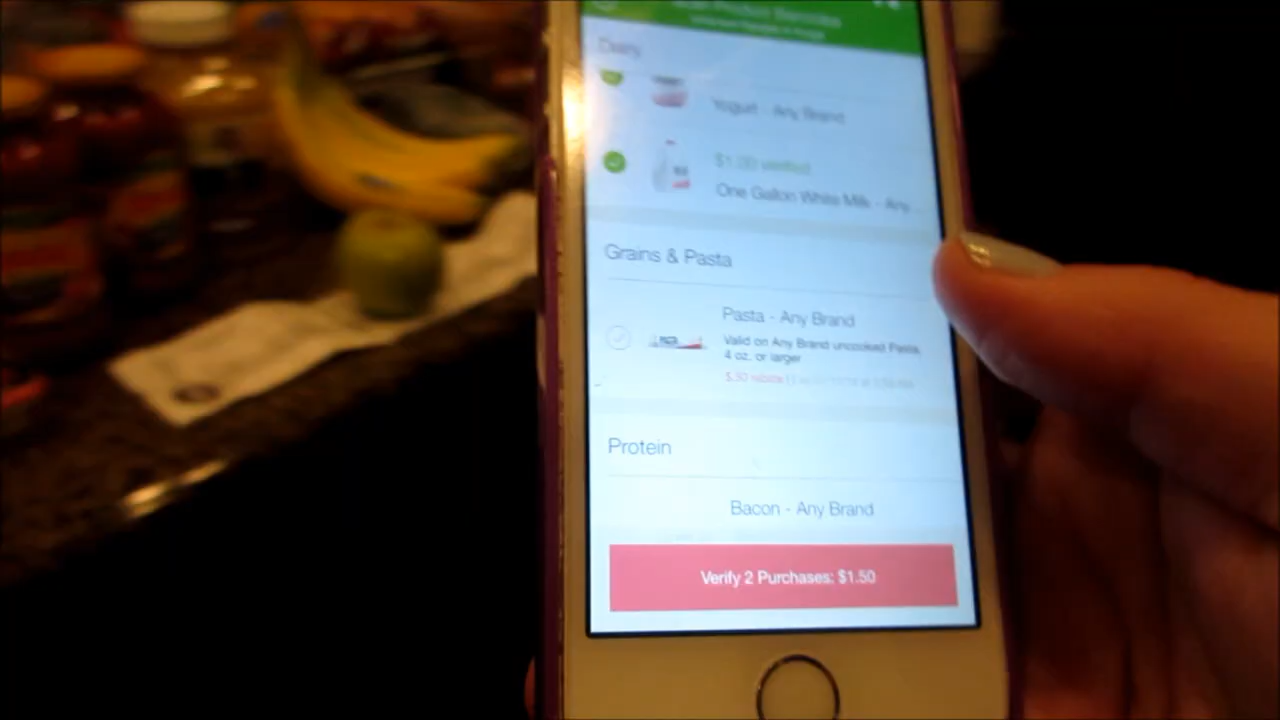 Dairy
Yogurt - Any Brand
$1.00 verified
One Gallon White Milk - Any
Grains & Pasta
Pasta - Any Brand
Valid on Any Brand uncooked Pasta,
4 oz. or larger
$.50
Protein
Bacon - Any Brand
Verify 2 Purchases: $1.50